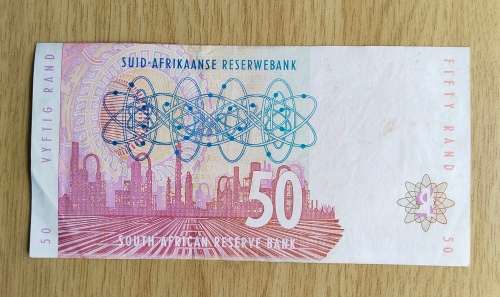 SUID-AFRIKAANSE RESERWEBANK
VYFTIG RAND
50
FIFTY RAND
50
50
SOUTH AFRICAN RESERVE BANK